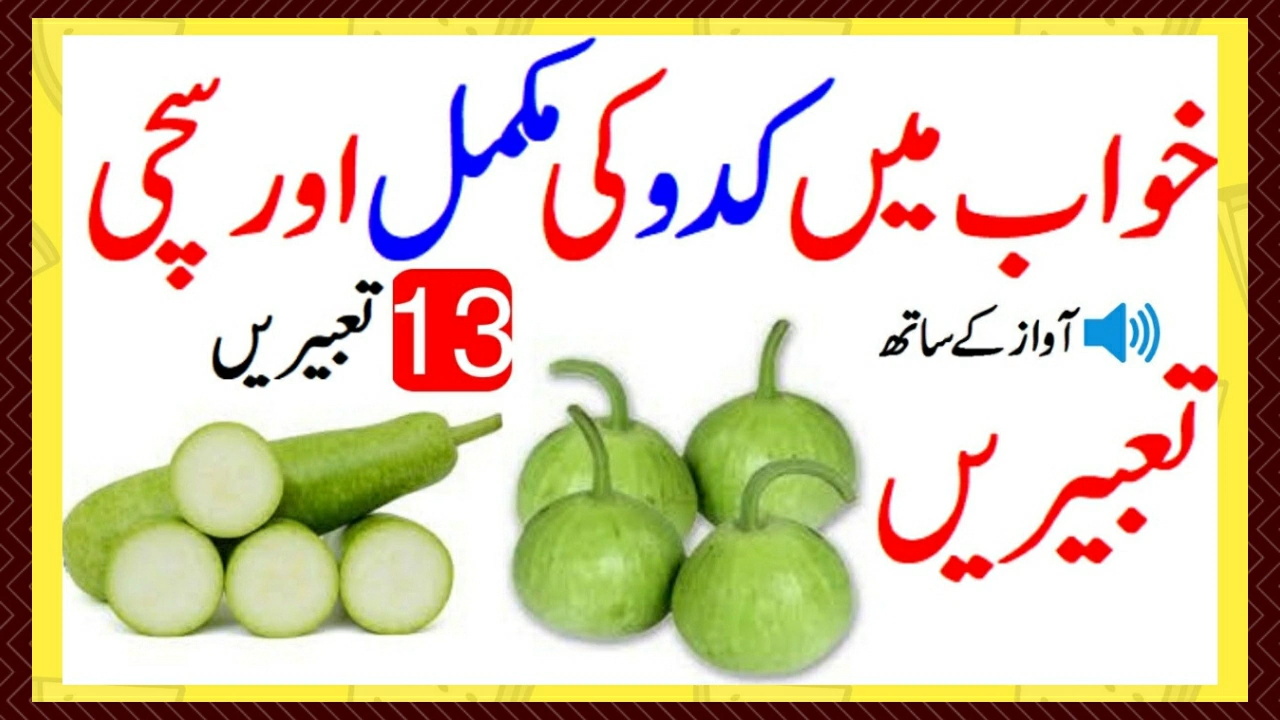 خواب میں کدو کی مکمل اور سچی
آواز کے ساتھ
13 تعبیریں
تعبیریں